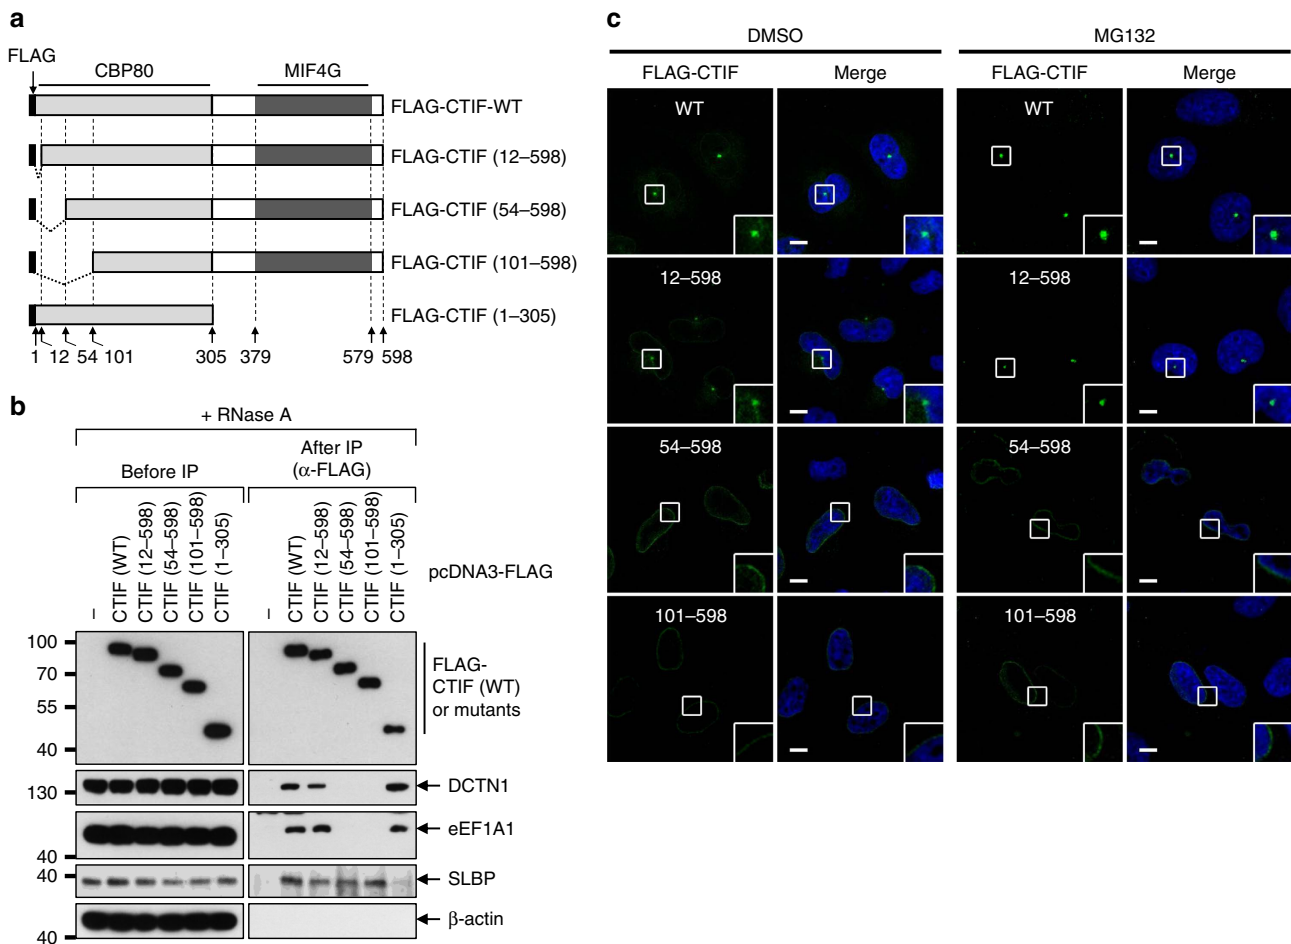 a
FLAG
CBP80
MIF4G
FLAG-CTIF-WT
FLAG-CTIF (12–598)
FLAG-CTIF (54–598)
FLAG-CTIF (101–598)
FLAG-CTIF (1–305)
1 12 54 101 305 379 579 598
b
+ RNase A
Before IP
After IP
(α-FLAG)
–
CTIF (WT)
CTIF (12–598)
CTIF (54–598)
CTIF (101–598)
CTIF (1–305)
–
CTIF (WT)
CTIF (12–598)
CTIF (54–598)
CTIF (101–598)
CTIF (1–305)
pcDNA3-FLAG
100
70
55
40
FLAG-
CTIF (WT)
or mutants
130
DCTN1
eEF1A1
40
40
SLBP
β-actin
40
c
DMSO
MG132
FLAG-CTIF
Merge
FLAG-CTIF
Merge
WT
WT
12–598
12–598
54–598
54–598
101–598
101–598